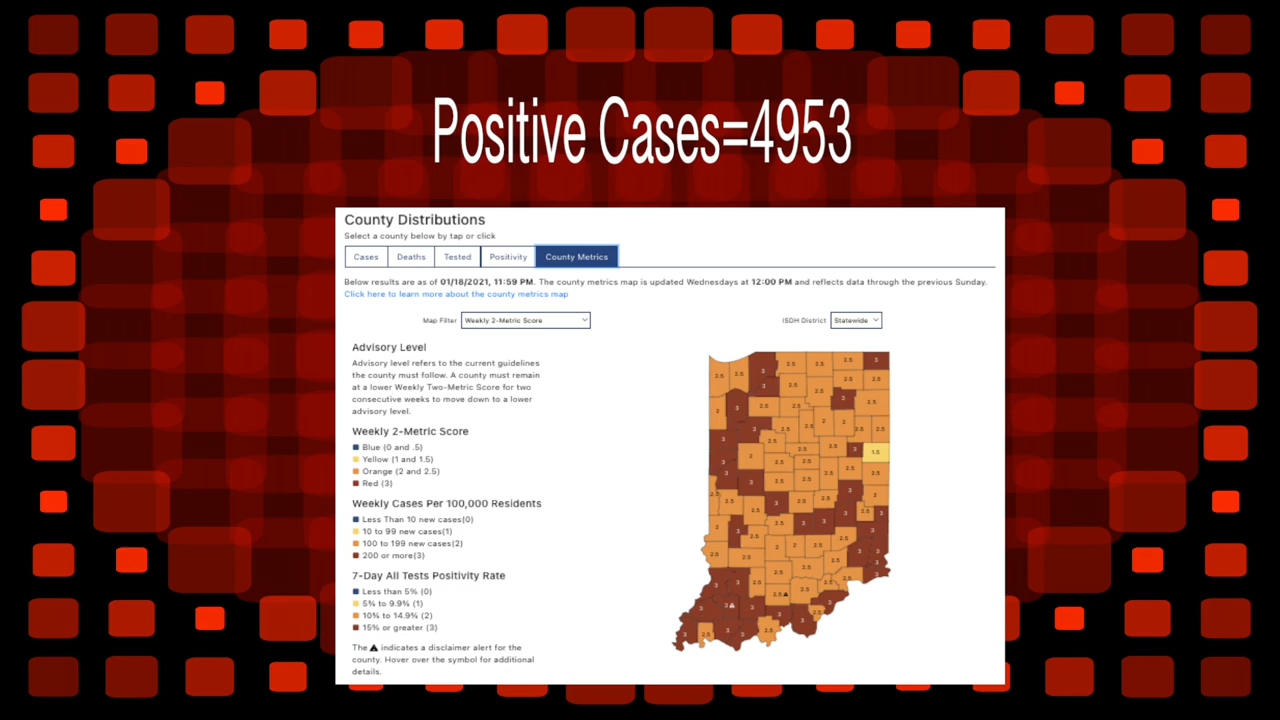 Positive Cases=4953
County Distributions
Select a county below by tap or click
Cases Deaths Tested Positivity County Metrics
Below results are as of 01/18/2021, 11:59 PM. The county metrics map is updated Wednesdays at 12:00 PM and reflects data through the previous Sunday.
Click here to learn more about the county metrics map
Map Filter Weekly 2-Metric Score ISDH District Statewide
Advisory Level
Advisory level refers to the current guidelines
the county must follow. A county must remain
at a lower Weekly Two-Metric Score for two
consecutive weeks to move down to a lower
advisory level.
Weekly 2-Metric Score
Blue (0 and .5)
Yellow (1 and 1.5)
Orange (2 and 2.5)
Red (3)
Weekly Cases Per 100,000 Residents
Less Than 10 new cases(0)
10 to 99 new cases(1)
100 to 199 new cases(2)
200 or more(3)
7-Day All Tests Positivity Rate
Less than 5% (0)
5% to 9.9% (1)
10% to 14.9% (2)
15% or greater (3)
The ▲ indicates a disclaimer alert for the
county. Hover over the symbol for additional
details.